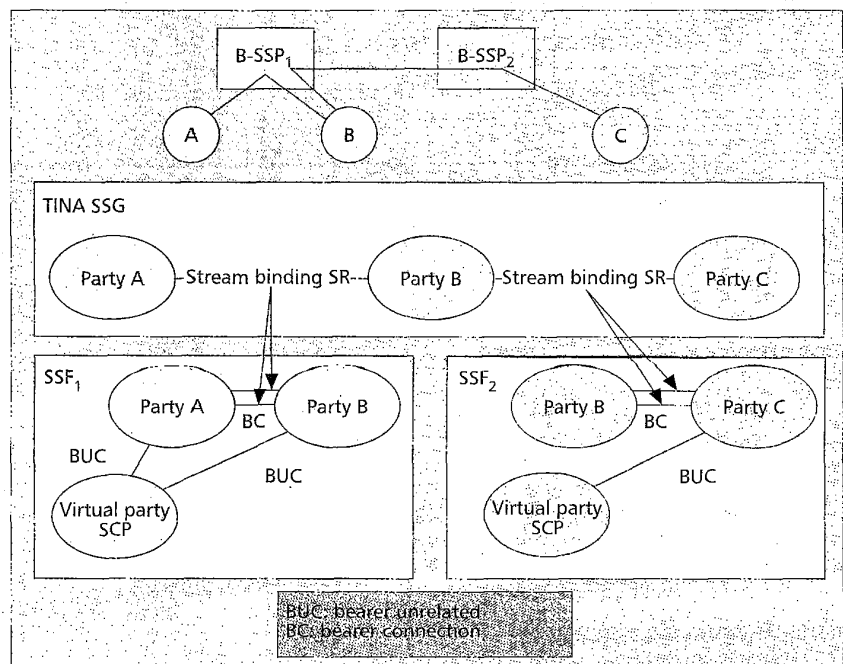 B-SSP1 B-SSP2
A B C
TINA SSG
Party A Stream binding SR Party B Stream binding SR Party C
SSF1
Party A Party B
BC
BUC
BUC
Virtual party
SCP
SSF2
Party B Party C
BC
BUC
Virtual party
SCP
BUC: bearer unrelated
BC: bearer connection